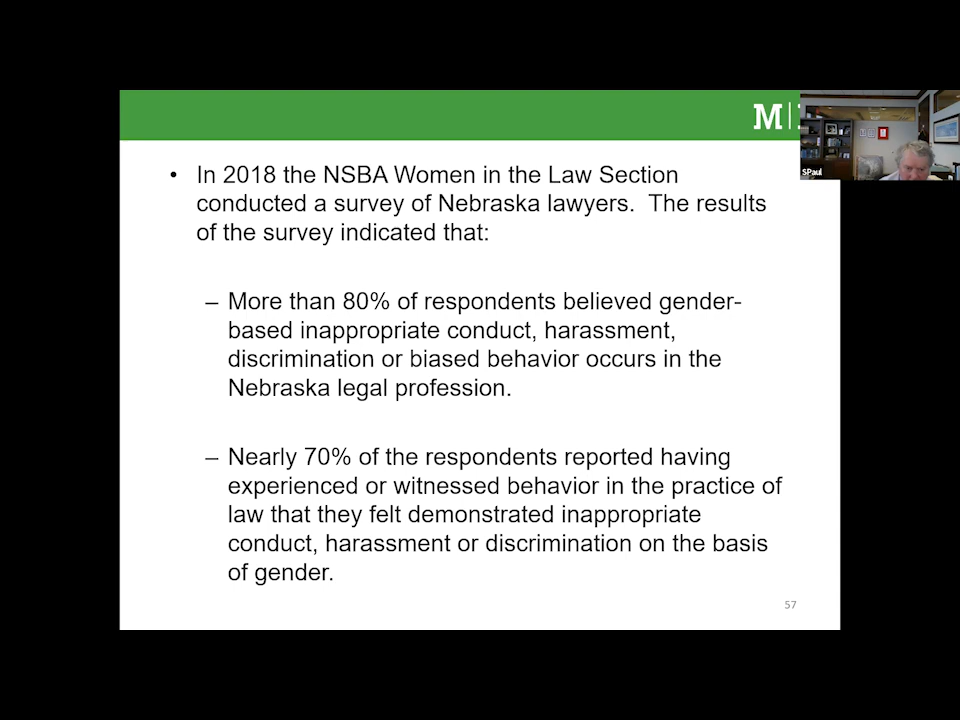 M
SPaul
• In 2018 the NSBA Women in the Law Section
conducted a survey of Nebraska lawyers. The results
of the survey indicated that:
– More than 80% of respondents believed gender-
based inappropriate conduct, harassment,
discrimination or biased behavior occurs in the
Nebraska legal profession.
– Nearly 70% of the respondents reported having
experienced or witnessed behavior in the practice of
law that they felt demonstrated inappropriate
conduct, harassment or discrimination on the basis
of gender.
57